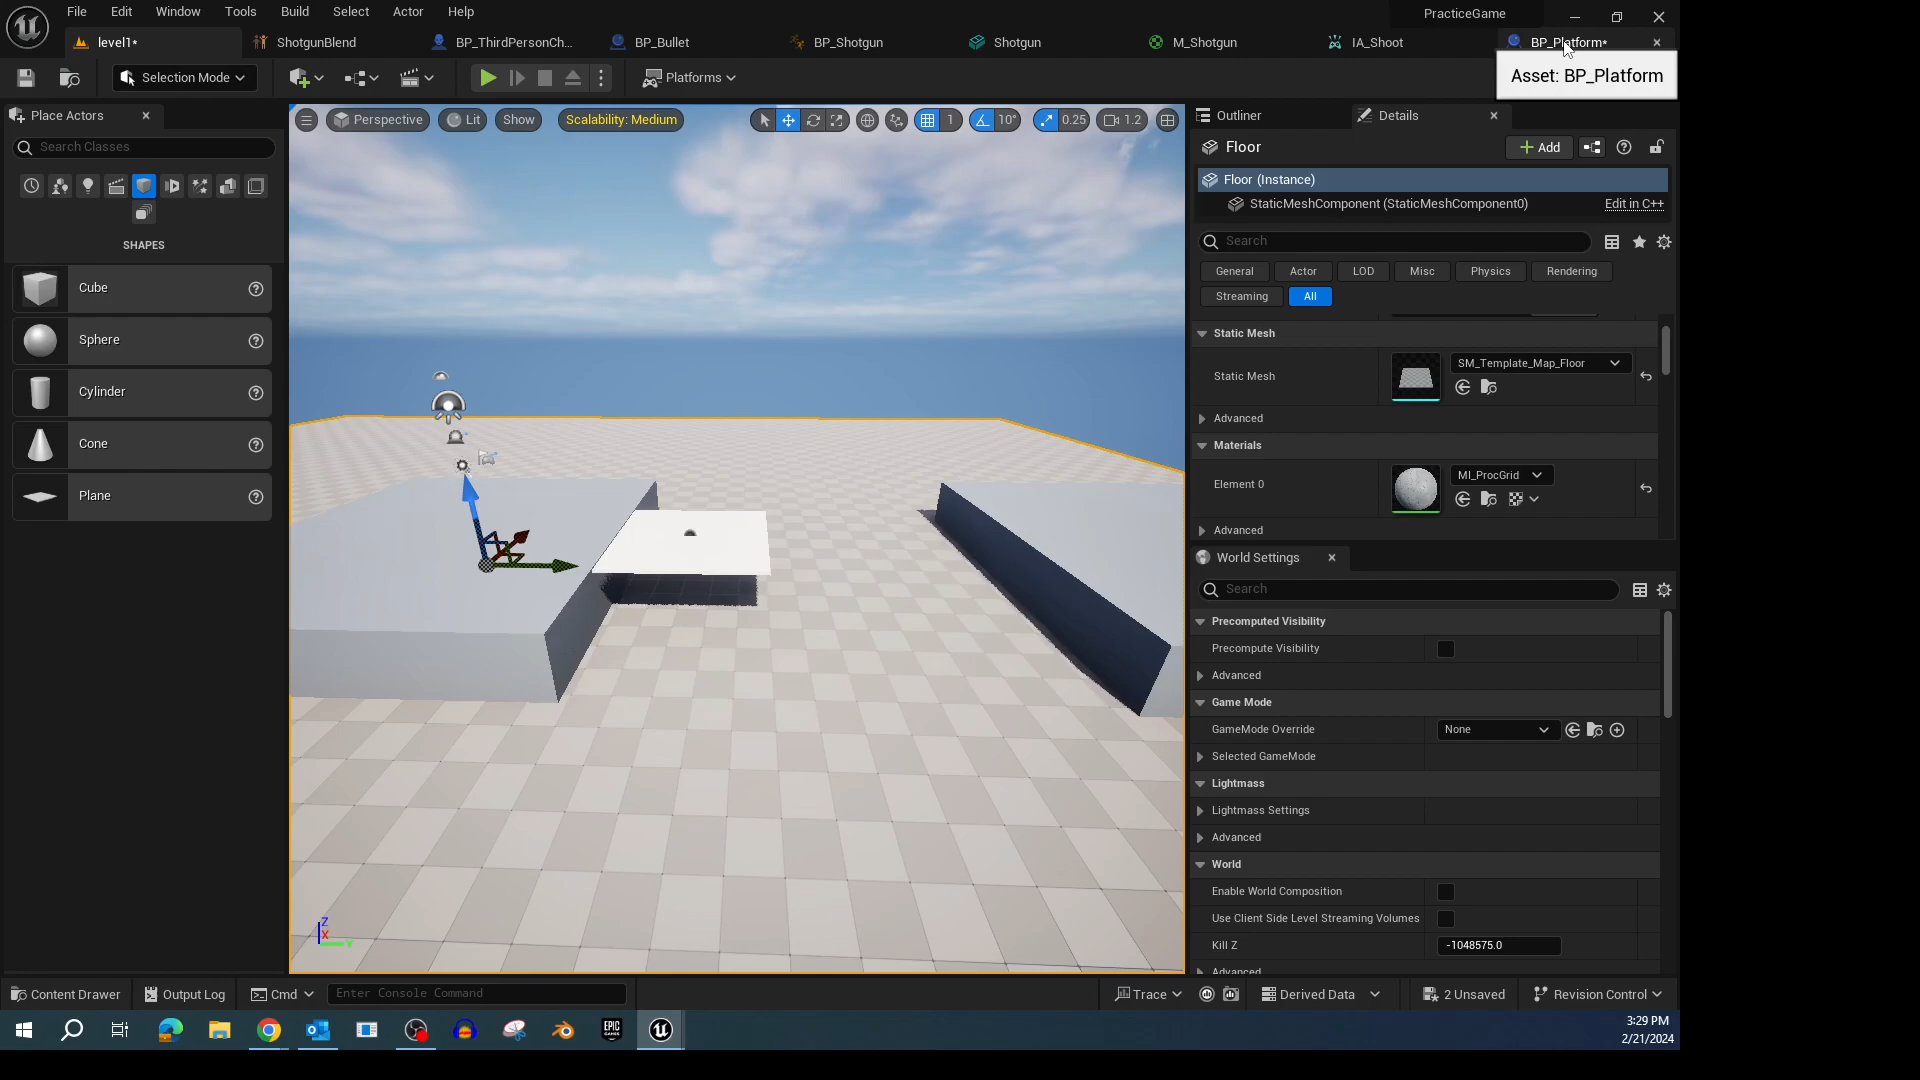 File Edit Window Tools Build Select Actor Help PracticeGame
level1* ShotgunBlend BP_ThirdPersonCh... BP_Bullet BP_Shotgun Shotgun M_Shotgun IA_Shoot BP_Platform*
Selection Mode Platforms Asset: BP_Platform
Place Actors
Search Classes
SHAPES
Cube
Sphere
Cylinder
Cone
Plane
Perspective Lit Show Scalability: Medium 1 10° 0.25 1.2
Z
X
Y
Outliner Details
Floor Add
Floor (Instance)
StaticMeshComponent (StaticMeshComponent0) Edit in C++
Search
General Actor LOD Misc Physics Rendering
Streaming All
Static Mesh
Static Mesh SM_Template_Map_Floor
Advanced
Materials
Element 0 MI_ProcGrid
Advanced
World Settings
Search
Precomputed Visibility
Precompute Visibility
Advanced
Game Mode
GameMode Override None
Selected GameMode
Lightmass
Lightmass Settings
Advanced
World
Enable World Composition
Use Client Side Level Streaming Volumes
Kill Z -1048575.0
Advanced
Content Drawer Output Log Cmd Enter Console Command Trace Derived Data 2 Unsaved Revision Control
EPIC
GAMES
3:29 PM
2/21/2024